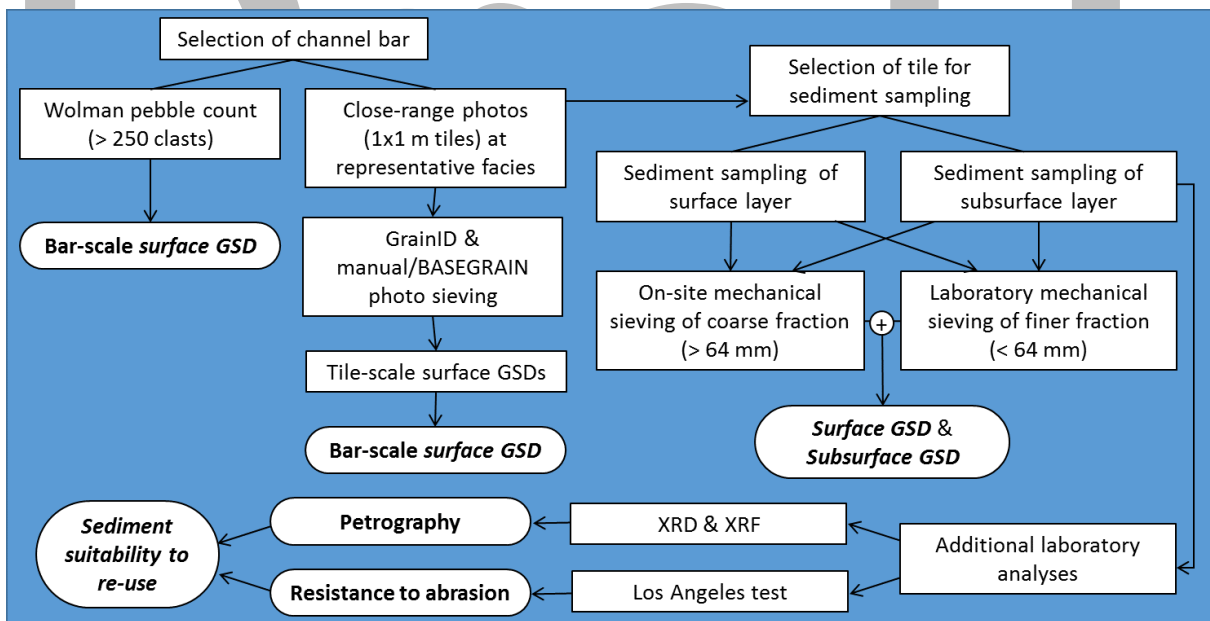 Selection of channel bar
Wolman pebble count
(> 250 clasts)
Bar-scale surface GSD
Close-range photos
(1x1 m tiles) at
representative facies
GrainID &
manual/BASEGRAIN
photo sieving
Tile-scale surface GSDs
Bar-scale surface GSD
Selection of tile for
sediment sampling
Sediment sampling of
surface layer
Sediment sampling of
subsurface layer
On-site mechanical
sieving of coarse fraction
(> 64 mm)
+
Laboratory mechanical
sieving of finer fraction
(< 64 mm)
Surface GSD &
Subsurface GSD
Additional laboratory
analyses
XRD & XRF
Los Angeles test
Petrography
Resistance to abrasion
Sediment
suitability to
re-use